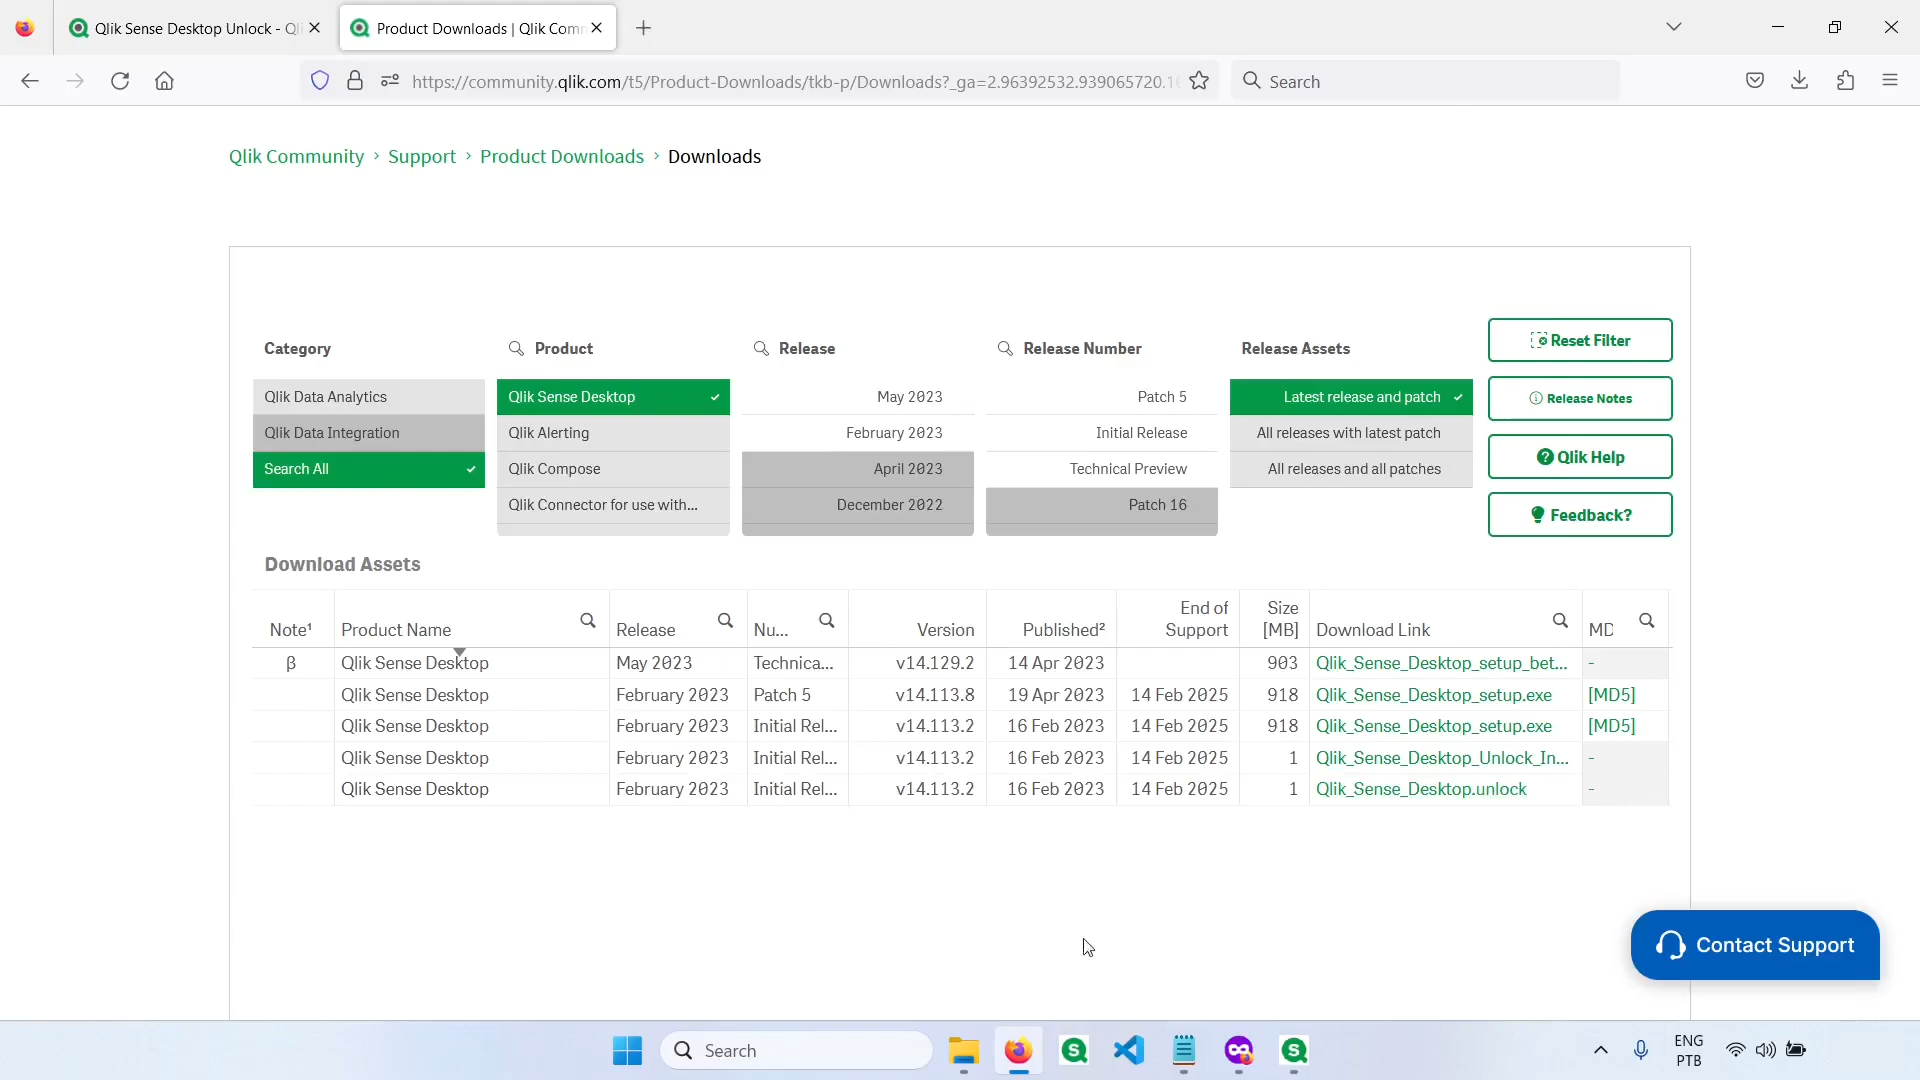 Qlik Sense Desktop Unlock - Qli
Product Downloads | Qlik Com
https://community.qlik.com/t5/Product-Downloads/tkb-p/Downloads?_ga=2.96392532.939065720.16
Search
Qlik Community › Support › Product Downloads › Downloads
Category
Product
Release
Release Number
Release Assets
Reset Filter
Qlik Data Analytics
Qlik Sense Desktop
May 2023
Patch 5
Latest release and patch
Release Notes
Qlik Data Integration
Qlik Alerting
February 2023
Initial Release
All releases with latest patch
Search All
Qlik Compose
April 2023
Technical Preview
All releases and all patches
Qlik Help
Qlik Connector for use with...
December 2022
Patch 16
Feedback?
Download Assets
Note¹ Product Name Release Nu... Version Published² End of Support Size [MB] Download Link MD
β Qlik Sense Desktop May 2023 Technica... v14.129.2 14 Apr 2023 903 Qlik_Sense_Desktop_setup_bet... -
Qlik Sense Desktop February 2023 Patch 5 v14.113.8 19 Apr 2023 14 Feb 2025 918 Qlik_Sense_Desktop_setup.exe [MD5]
Qlik Sense Desktop February 2023 Initial Rel... v14.113.2 16 Feb 2023 14 Feb 2025 918 Qlik_Sense_Desktop_setup.exe [MD5]
Qlik Sense Desktop February 2023 Initial Rel... v14.113.2 16 Feb 2023 14 Feb 2025 1 Qlik_Sense_Desktop_Unlock_In... -
Qlik Sense Desktop February 2023 Initial Rel... v14.113.2 16 Feb 2023 14 Feb 2025 1 Qlik_Sense_Desktop.unlock -
Contact Support
Search
ENG
PTB